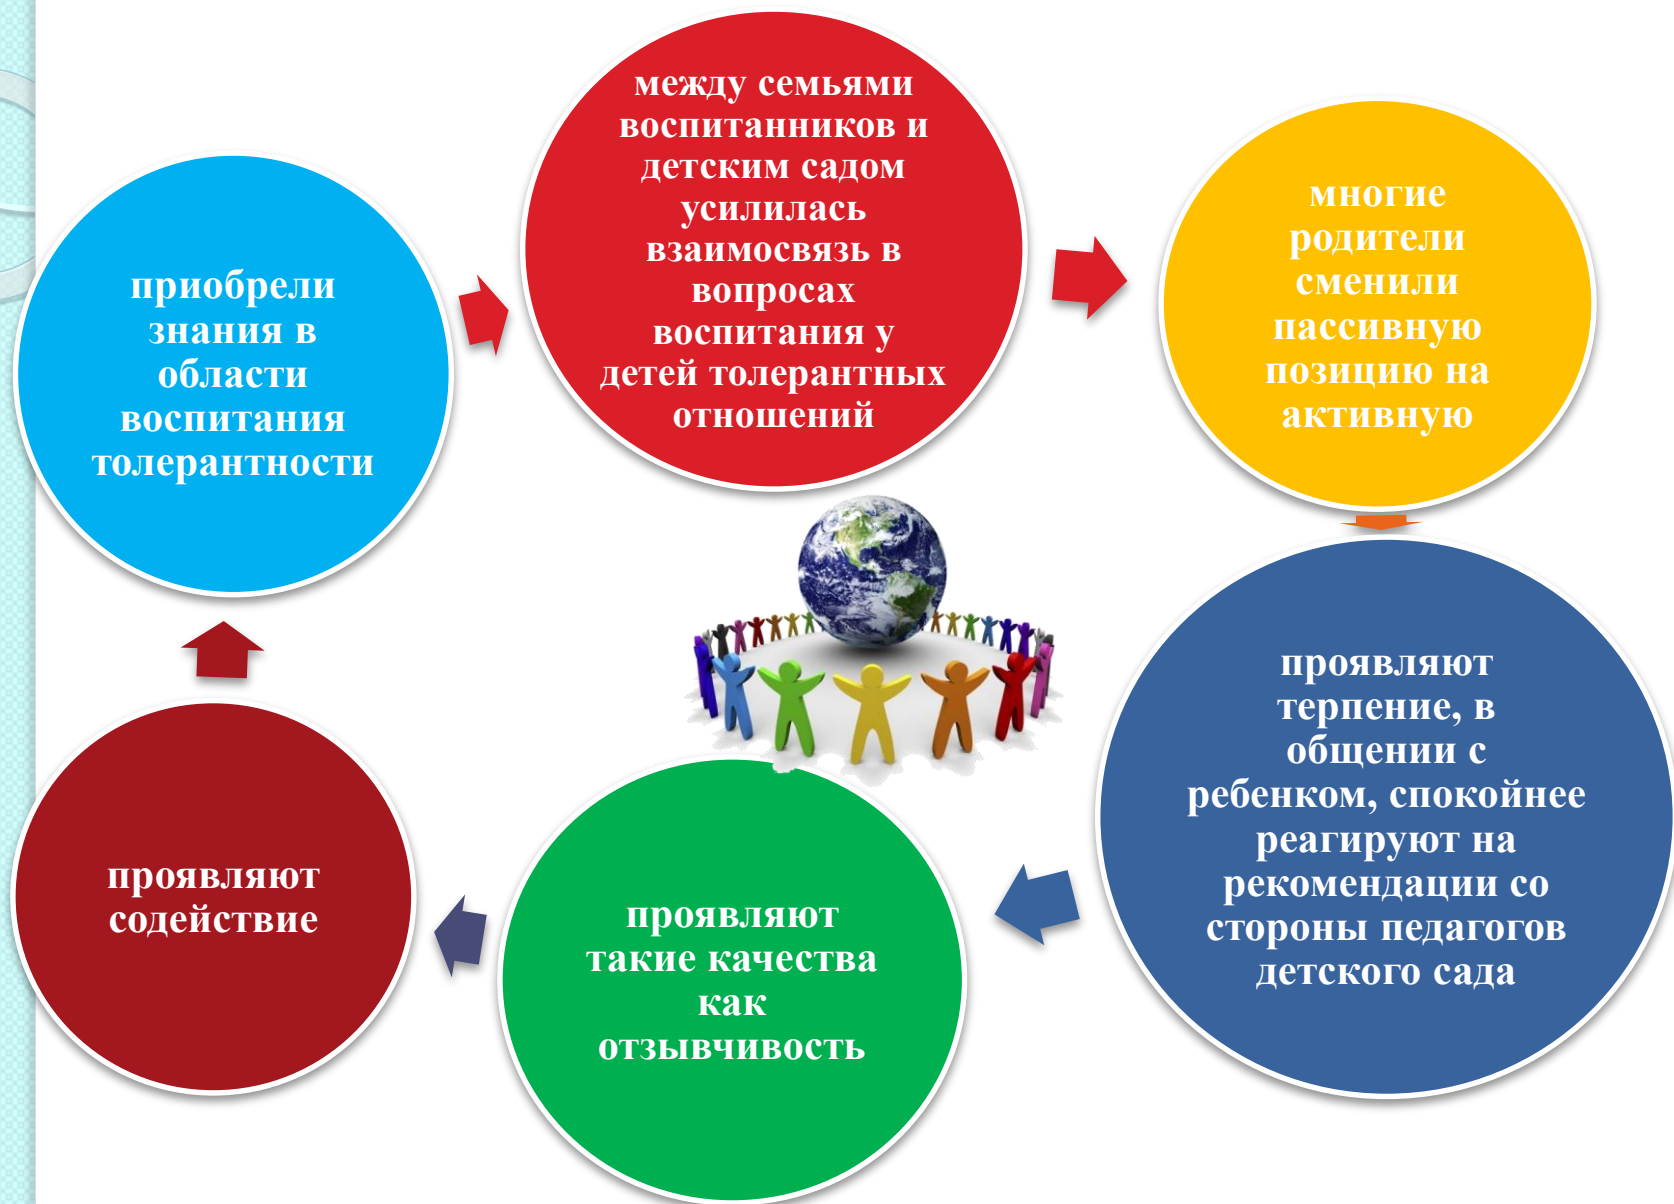 приобрели
знания в
области
воспитания
толерантности
между семьями
воспитанников и
детским садом
усилилась
взаимосвязь в
вопросах
воспитания у
детей толерантных
отношений
многие
родители
сменили
пассивную
позицию на
активную
проявляют
терпение, в
общении с
ребенком, спокойнее
реагируют на
рекомендации со
стороны педагогов
детского сада
проявляют
такие качества
как
отзывчивость
проявляют
содействие